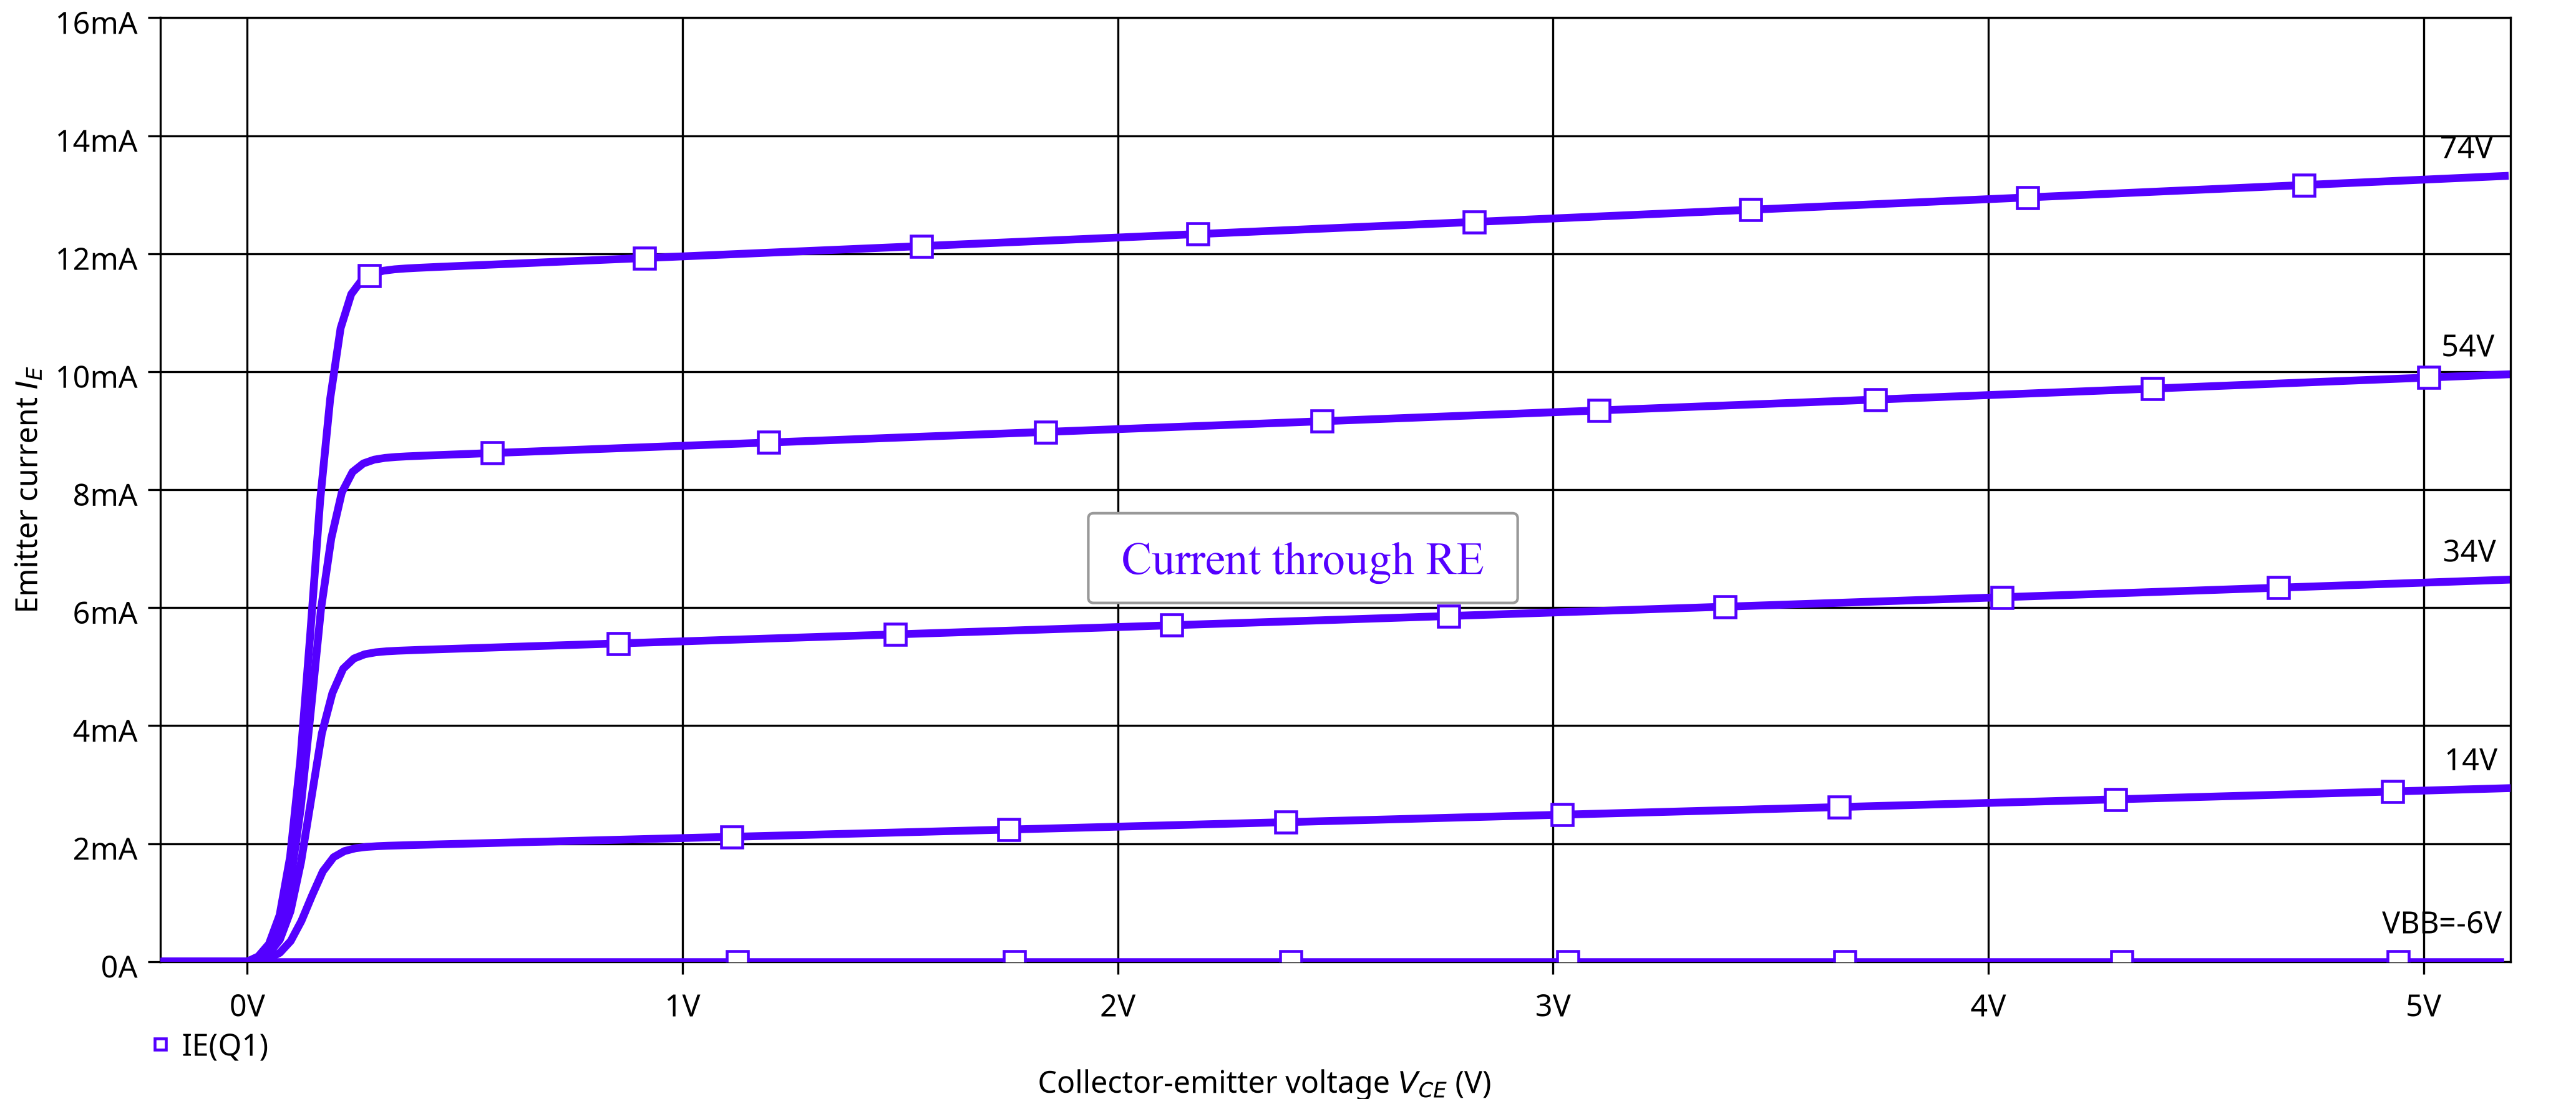 16mA
14mA
12mA
10mA
8mA
6mA
4mA
2mA
0A
Emitter current I_E
74V
54V
34V
14V
VBB=-6V
Current through RE
0V 1V 2V 3V 4V 5V
IE(Q1)
Collector-emitter voltage V_CE (V)